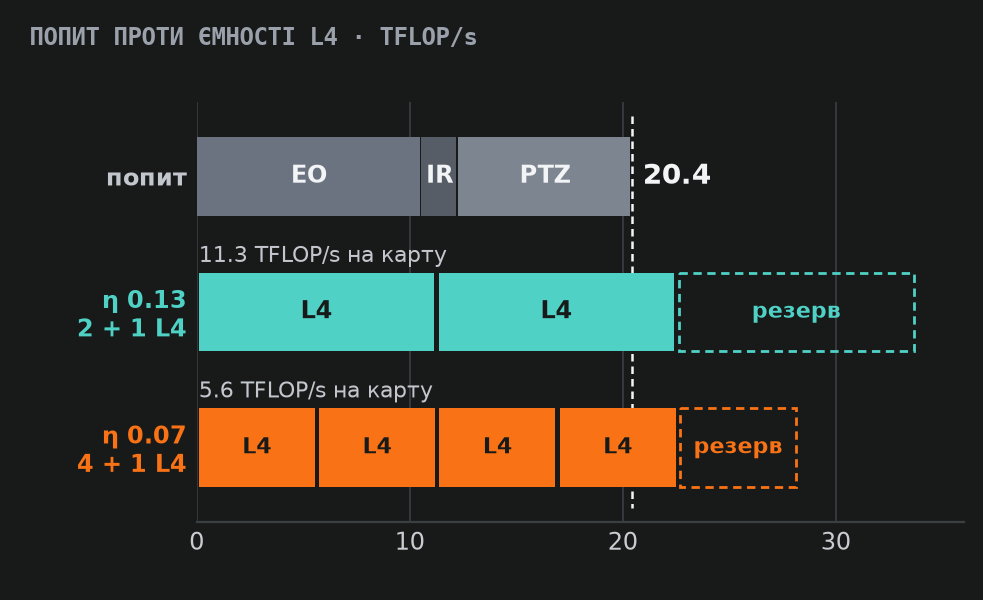 ПОПИТ ПРОТИ ЄМНОСТІ L4 · TFLOP/s
попит
EO
IR
PTZ
20.4
11.3 TFLOP/s на карту
η 0.13
2 + 1 L4
L4
L4
резерв
5.6 TFLOP/s на карту
η 0.07
4 + 1 L4
L4
L4
L4
L4
резерв
0
10
20
30